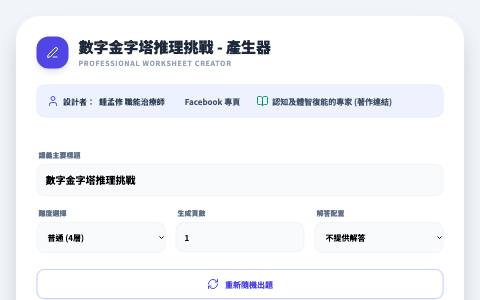 數字金字塔推理挑戰 - 產生器
PROFESSIONAL WORKSHEET CREATOR
設計者： 鍾孟修 職能治療師 Facebook 專頁 認知及體智復能的專家 (著作連結)
講義主要標題
數字金字塔推理挑戰
難度選擇 生成頁數 解答配置
普通 (4層) 1 不提供解答
重新隨機出題